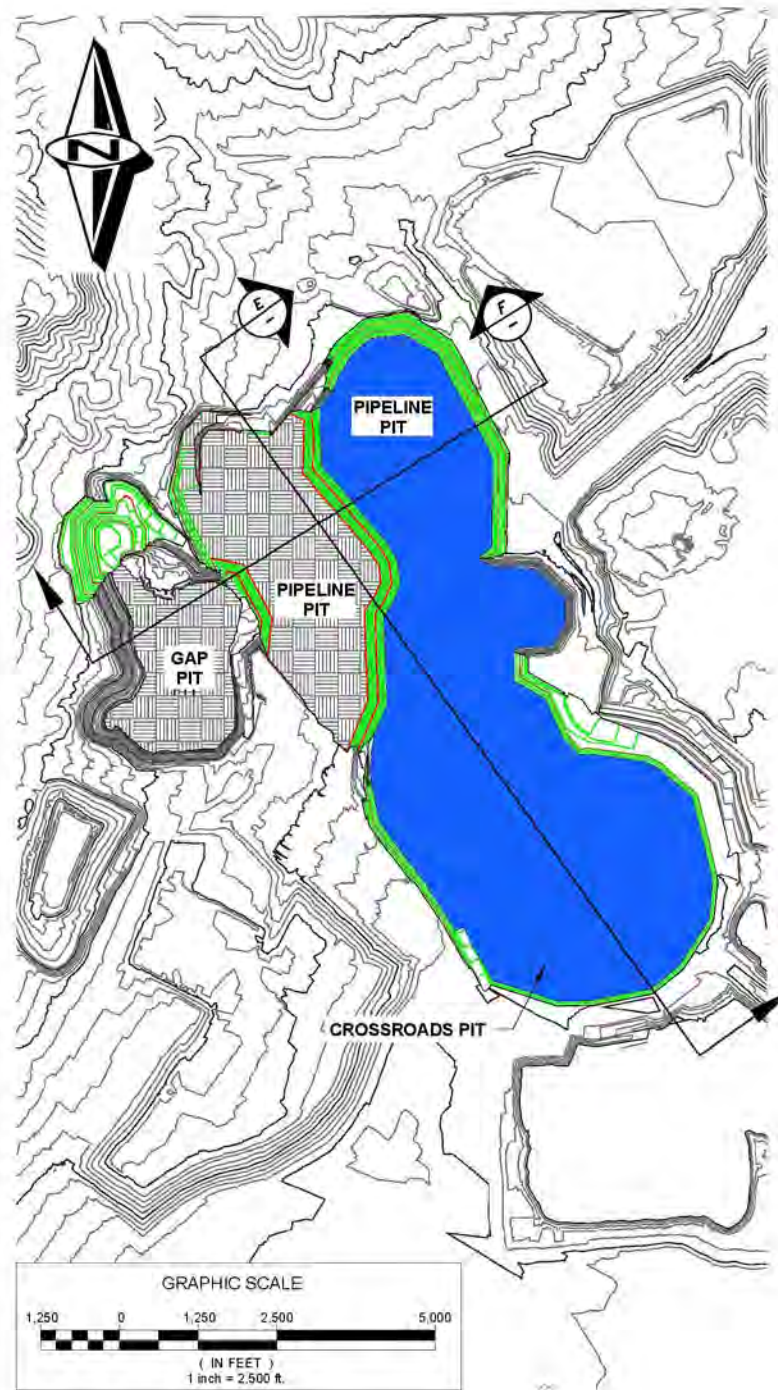 N
E
-
F
-
PIPELINE
PIT
PIPELINE
PIT
GAP
PIT
CROSSROADS PIT
GRAPHIC SCALE
1,250 0 1,250 2,500 5,000
( IN FEET )
1 inch = 2,500 ft.